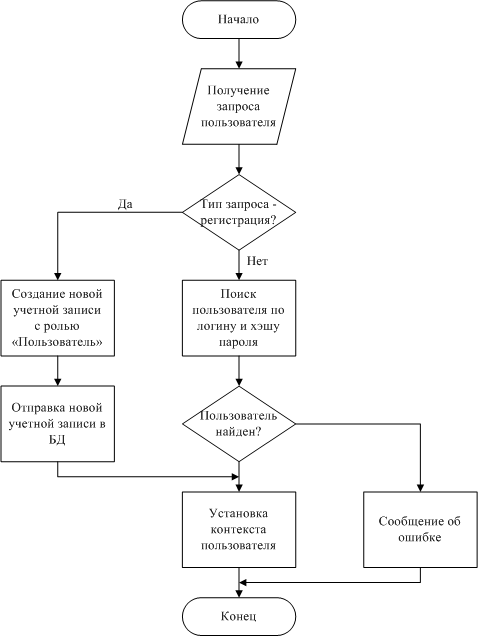 Начало
Получение
запроса
пользователя
Тип запроса -
регистрация?
Да
Нет
Создание новой
учетной записи
с ролью
«Пользователь»
Поиск
пользователя по
логину и хэшу
пароля
Отправка новой
учетной записи в
БД
Пользователь
найден?
Установка
контекста
пользователя
Сообщение об
ошибке
Конец